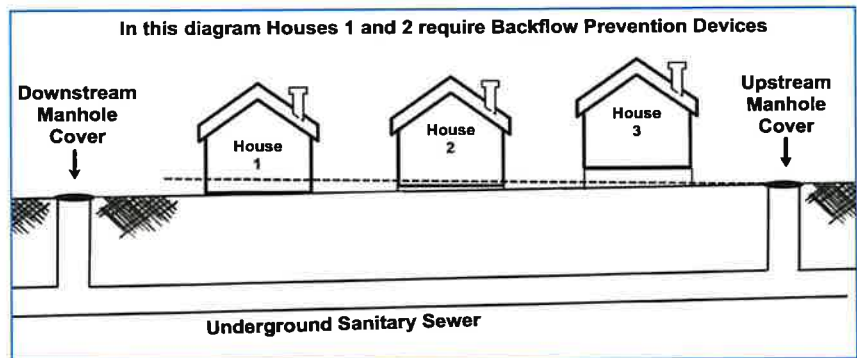 In this diagram Houses 1 and 2 require Backflow Prevention Devices
Downstream
Manhole
Cover
House
1
House
2
House
3
Upstream
Manhole
Cover
Underground Sanitary Sewer